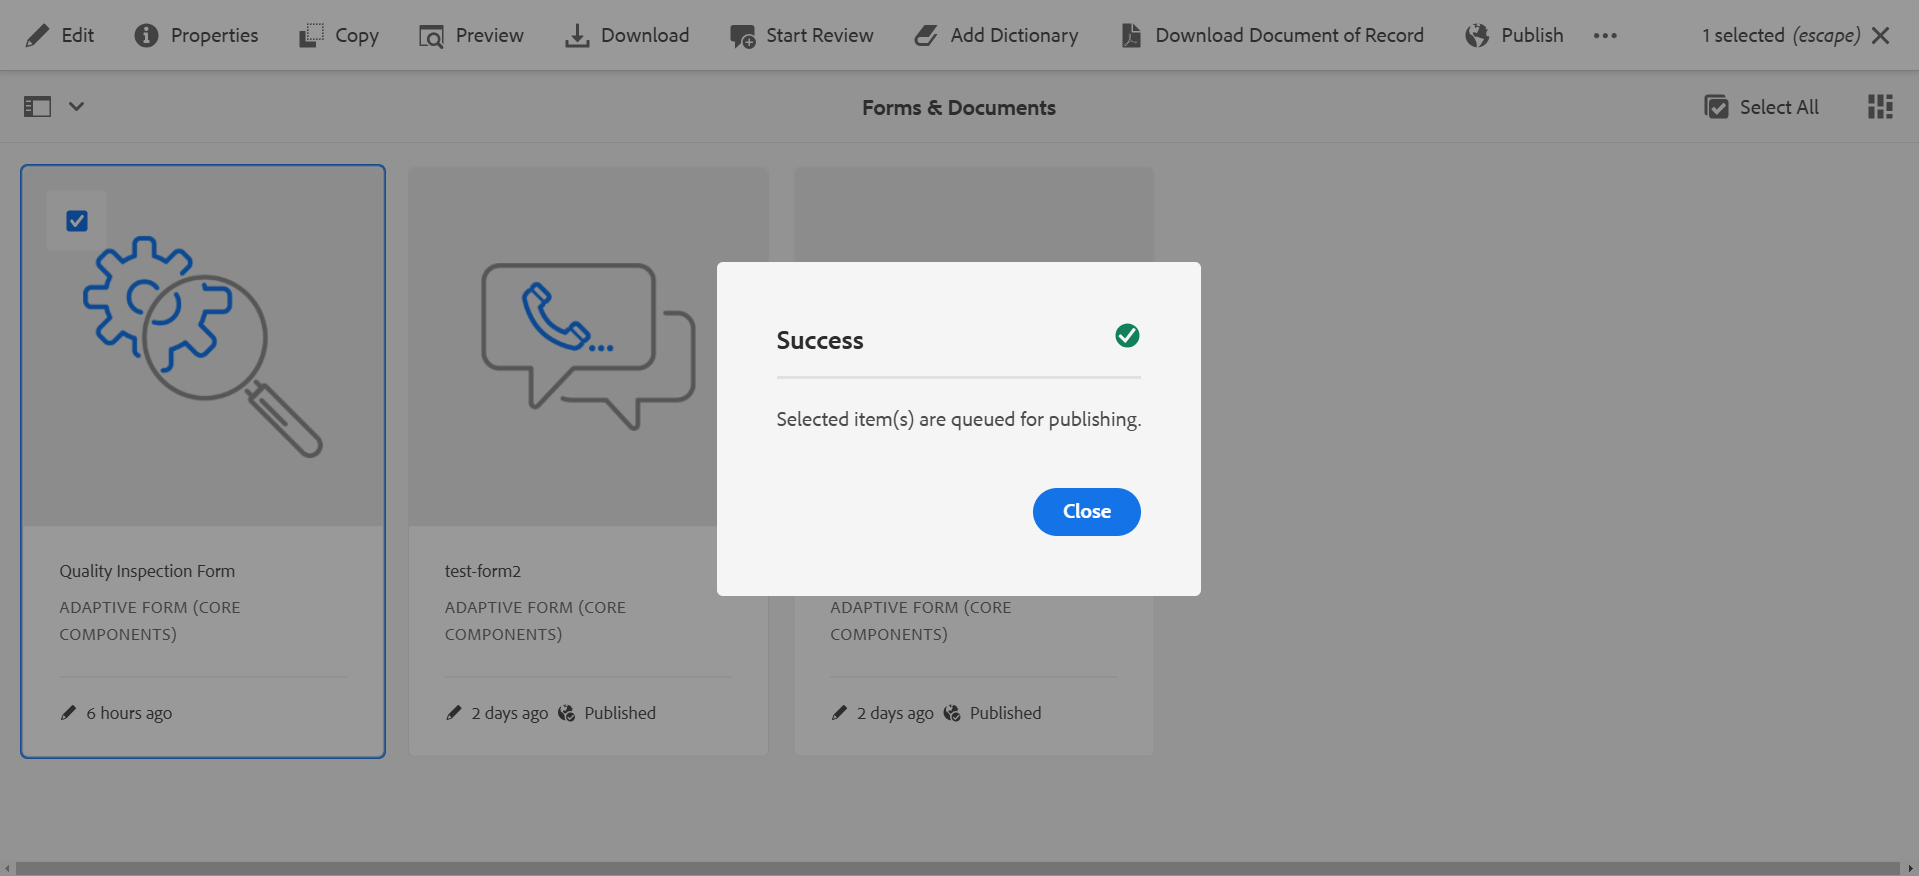 Edit Properties Copy Preview Download Start Review Add Dictionary Download Document of Record Publish 1 selected (escape)
Forms & Documents Select All
Success
Selected item(s) are queued for publishing.
Close
Quality Inspection Form
ADAPTIVE FORM (CORE
COMPONENTS)
6 hours ago
test-form2
ADAPTIVE FORM (CORE
COMPONENTS)
2 days ago Published
ADAPTIVE FORM (CORE
COMPONENTS)
2 days ago Published